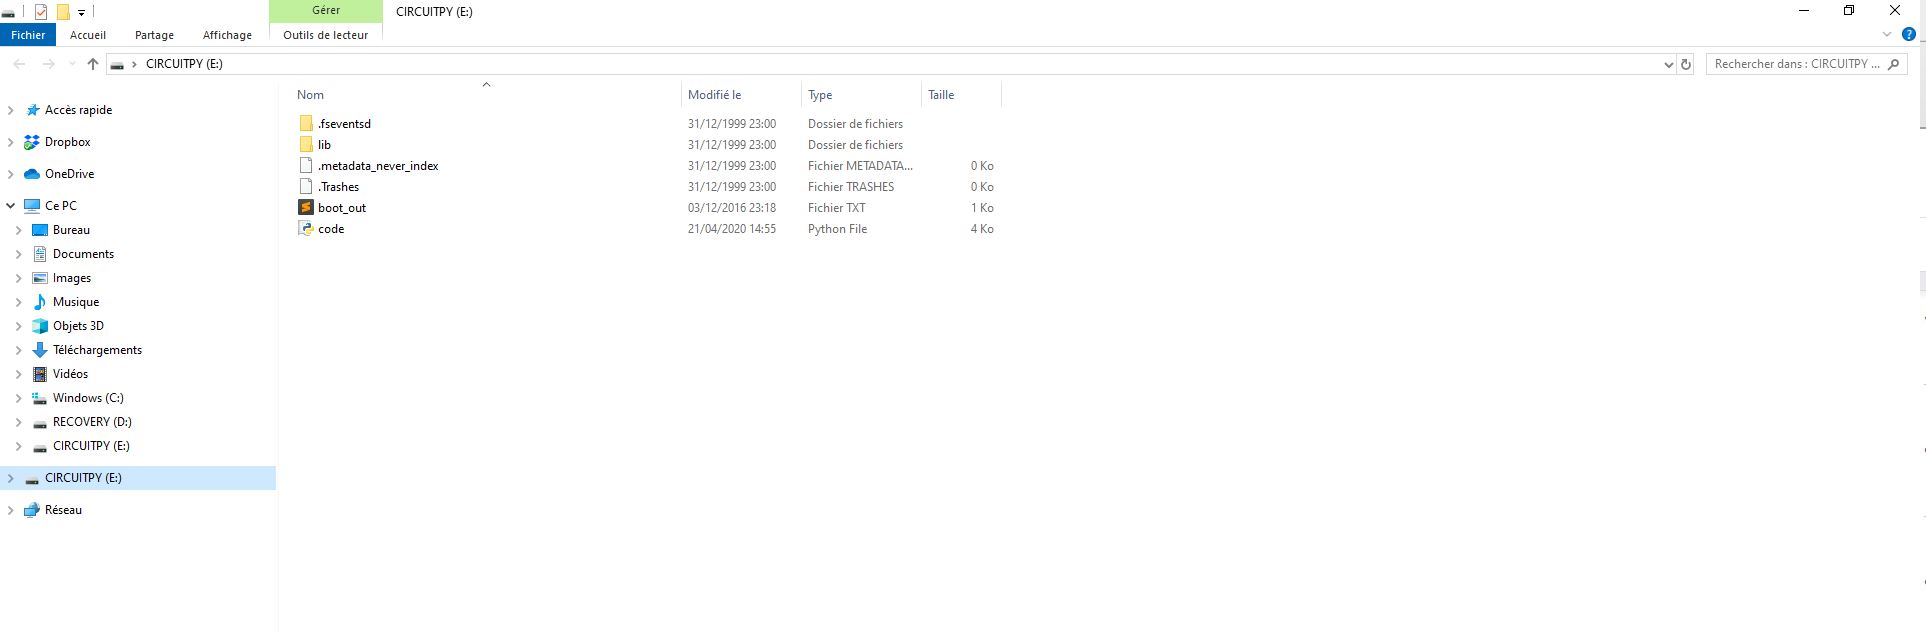 Gérer
CIRCUITPY (E:)
Fichier
Accueil
Partage
Affichage
Outils de lecteur
?
CIRCUITPY (E:)
Rechercher dans : CIRCUITPY ...
Nom
Modifié le
Type
Taille
.fseventsd 31/12/1999 23:00 Dossier de fichiers
lib 31/12/1999 23:00 Dossier de fichiers
.metadata_never_index 31/12/1999 23:00 Fichier METADATA... 0 Ko
.Trashes 31/12/1999 23:00 Fichier TRASHES 0 Ko
boot_out 03/12/2016 23:18 Fichier TXT 1 Ko
code 21/04/2020 14:55 Python File 4 Ko
Accès rapide
Dropbox
OneDrive
Ce PC
Bureau
Documents
Images
Musique
Objets 3D
Téléchargements
Vidéos
Windows (C:)
RECOVERY (D:)
CIRCUITPY (E:)
CIRCUITPY (E:)
Réseau